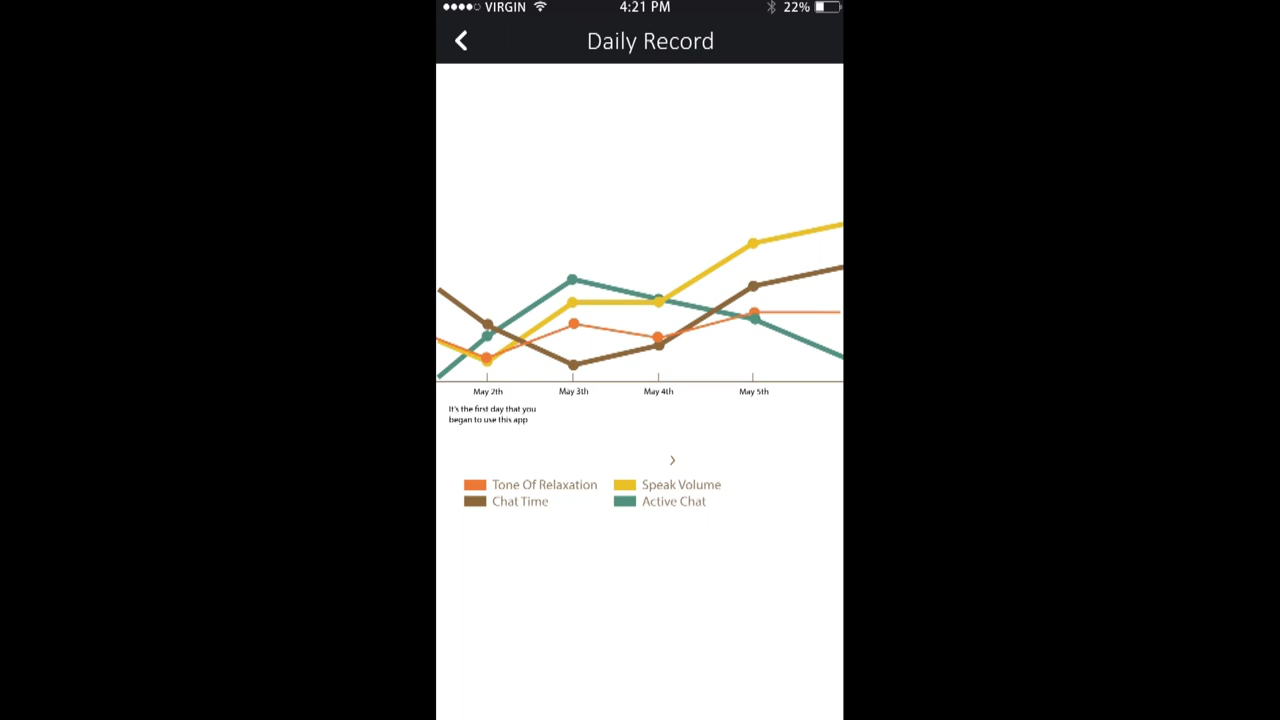 VIRGIN 4:21 PM 22%
Daily Record
May 2th May 3th May 4th May 5th
It's the first day that you
began to use this app
Tone Of Relaxation Speak Volume
Chat Time Active Chat